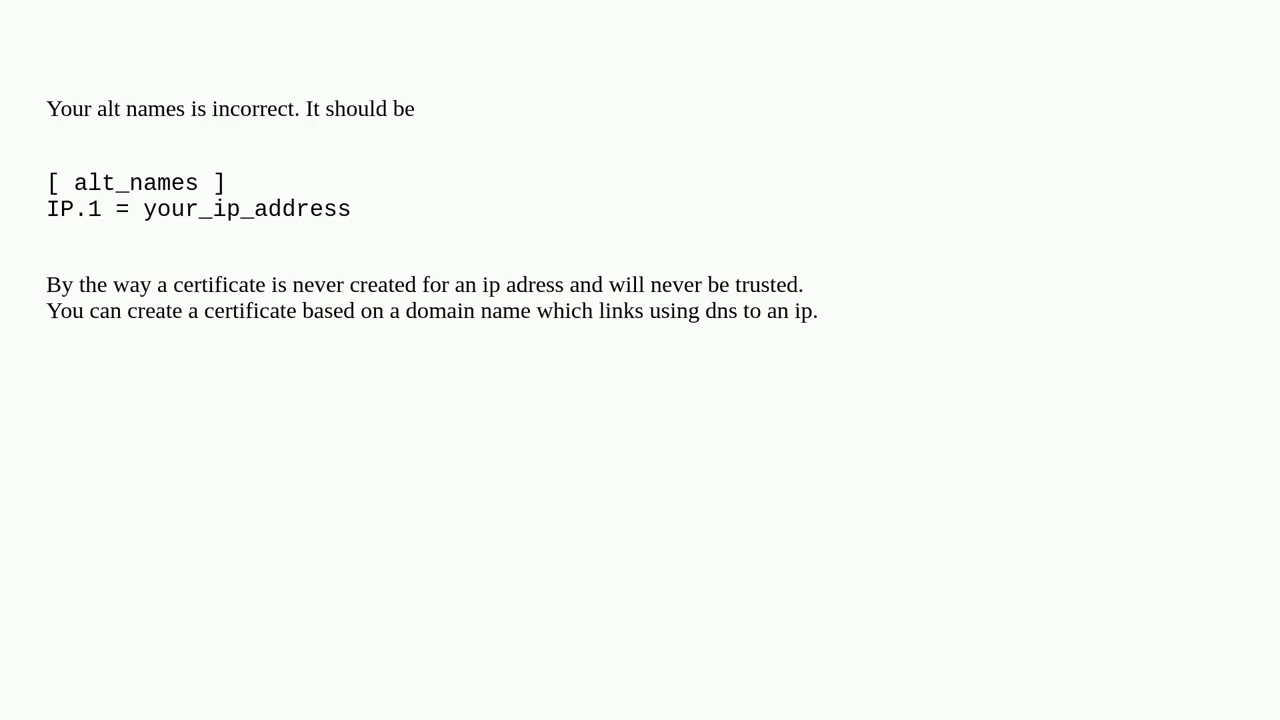 Your alt names is incorrect. It should be
[ alt_names ]
IP.1 = your_ip_address
By the way a certificate is never created for an ip adress and will never be trusted.
You can create a certificate based on a domain name which links using dns to an ip.